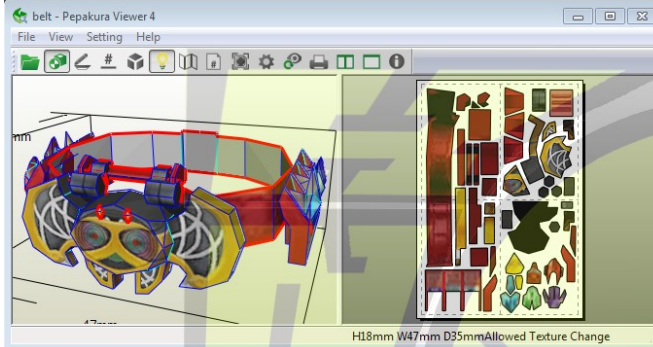 belt - Pepakura Viewer 4
File View Setting Help
mm
47mm
H18mm W47mm D35mmAllowed Texture Change